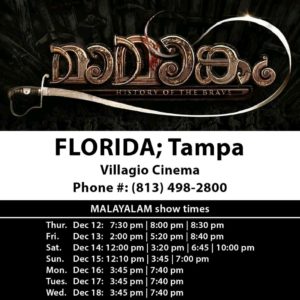 മാമാങ്കം
HISTORY OF THE BRAVE
FLORIDA; Tampa
Villagio Cinema
Phone #: (813) 498-2800
MALAYALAM show times
Thur. Dec 12: 7:30 pm | 8:00 pm | 8:30 pm
Fri. Dec 13: 2:00 pm | 5:20 pm | 8:40 pm
Sat. Dec 14: 12:00 pm | 3:20 pm | 6:45 | 10:00 pm
Sun. Dec 15: 12:10 pm | 3:45 | 7:00 pm
Mon. Dec 16: 3:45 pm | 7:40 pm
Tue. Dec 17: 3:45 pm | 7:40 pm
Wed. Dec 18: 3:45 pm | 7:40 pm